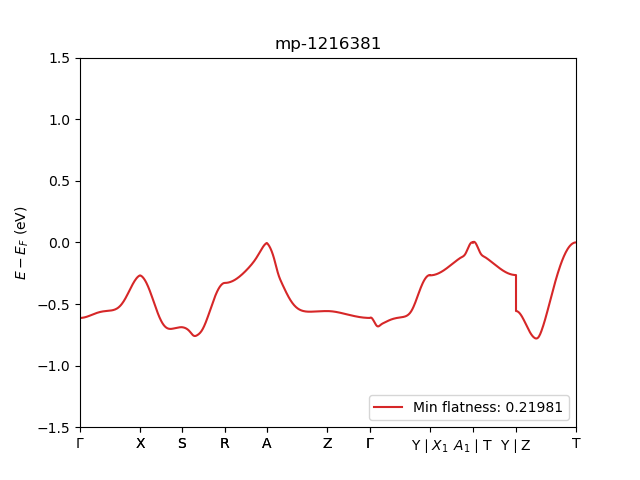 mp-1216381
E − E_F (eV)
1.5
1.0
0.5
0.0
−0.5
−1.0
−1.5
Min flatness: 0.21981
Γ X S R A Z Γ Y | X₁ A₁ | T Y | Z T